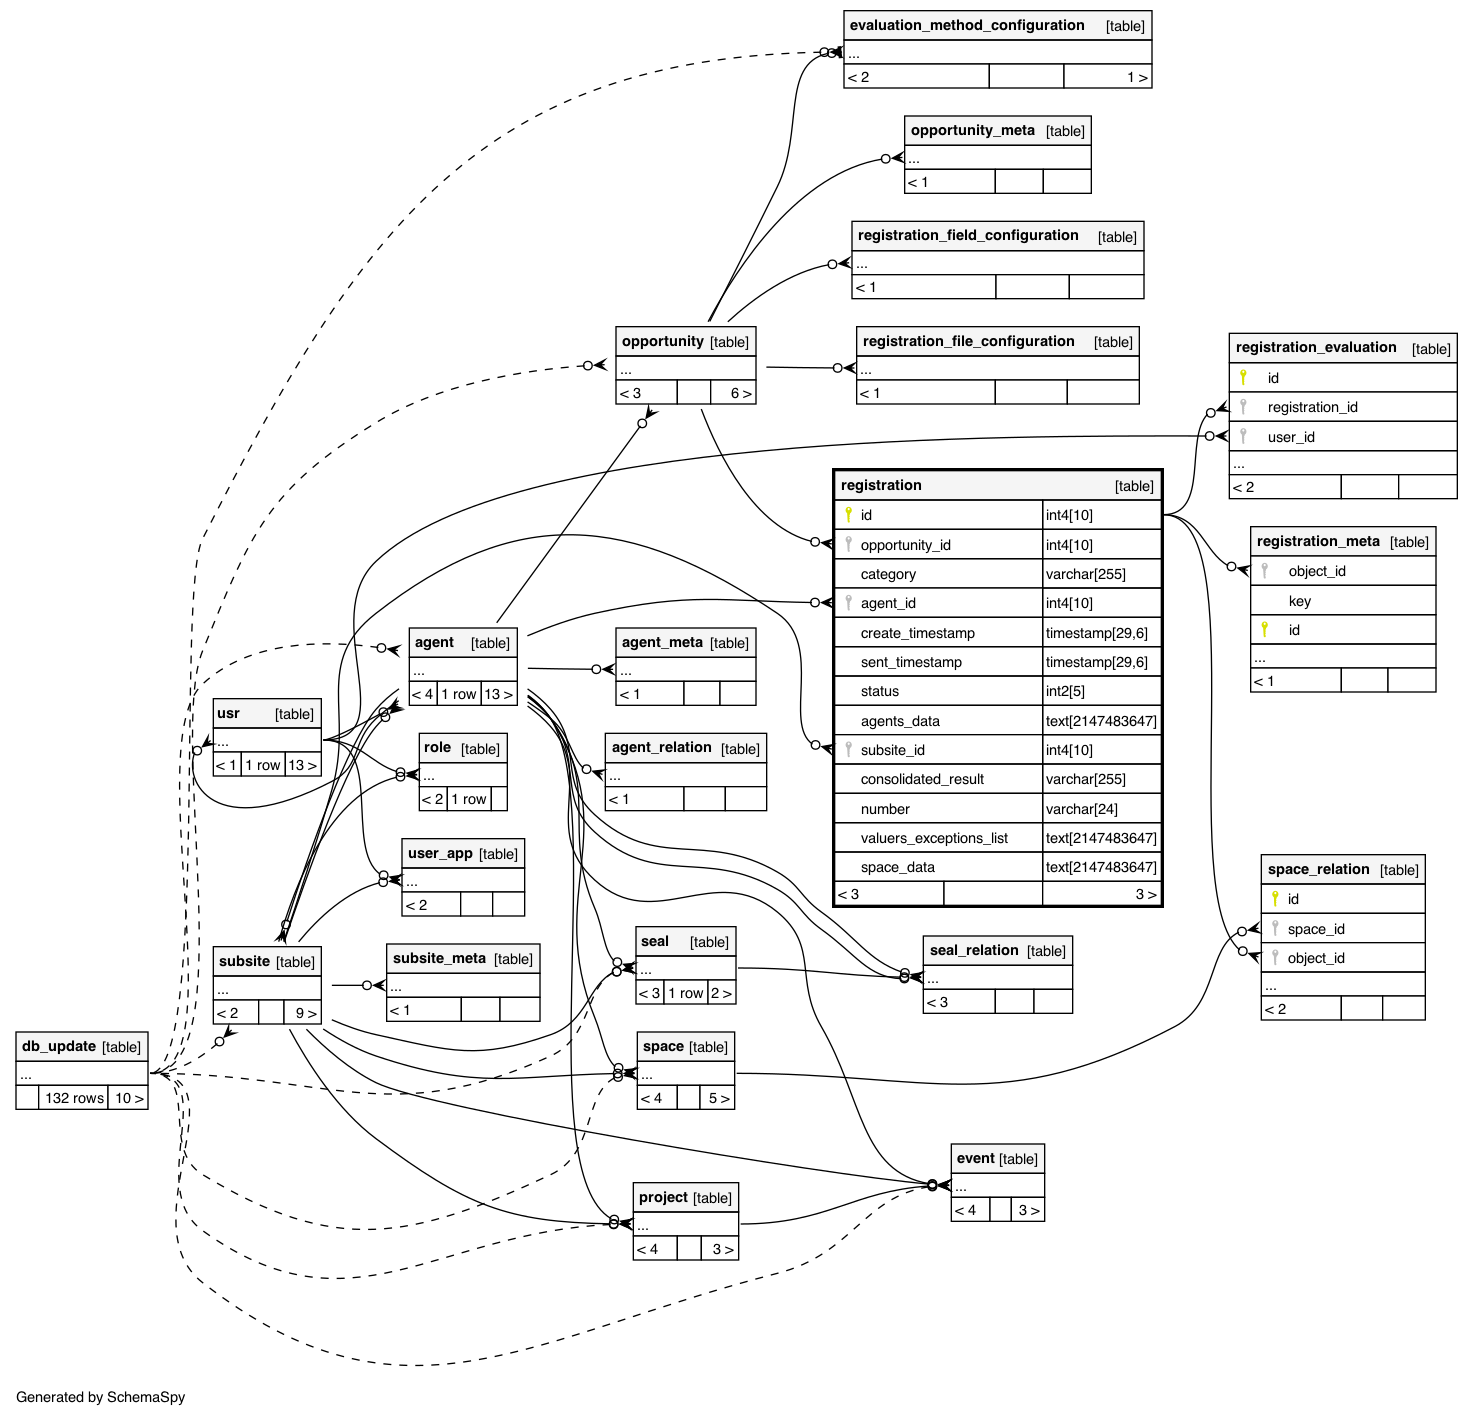 evaluation_method_configuration [table]
...
< 2 1 >
opportunity_meta [table]
...
< 1
registration_field_configuration [table]
...
< 1
opportunity [table]
...
< 3 6 >
registration_file_configuration [table]
...
< 1
registration_evaluation [table]
id
registration_id
user_id
...
< 2
registration [table]
id int4[10]
opportunity_id int4[10]
category varchar[255]
agent_id int4[10]
create_timestamp timestamp[29,6]
sent_timestamp timestamp[29,6]
status int2[5]
agents_data text[2147483647]
subsite_id int4[10]
consolidated_result varchar[255]
number varchar[24]
valuers_exceptions_list text[2147483647]
space_data text[2147483647]
< 3 3 >
registration_meta [table]
object_id
key
id
...
< 1
agent [table]
...
< 4 1 row 13 >
agent_meta [table]
...
< 1
usr [table]
...
< 1 1 row 13 >
role [table]
...
< 2 1 row
agent_relation [table]
...
< 1
user_app [table]
...
< 2
space_relation [table]
id
space_id
object_id
...
< 2
subsite [table]
...
< 2 9 >
subsite_meta [table]
...
< 1
seal [table]
...
< 3 1 row 2 >
seal_relation [table]
...
< 3
db_update [table]
...
132 rows 10 >
space [table]
...
< 4 5 >
event [table]
...
< 4 3 >
project [table]
...
< 4 3 >
Generated by SchemaSpy